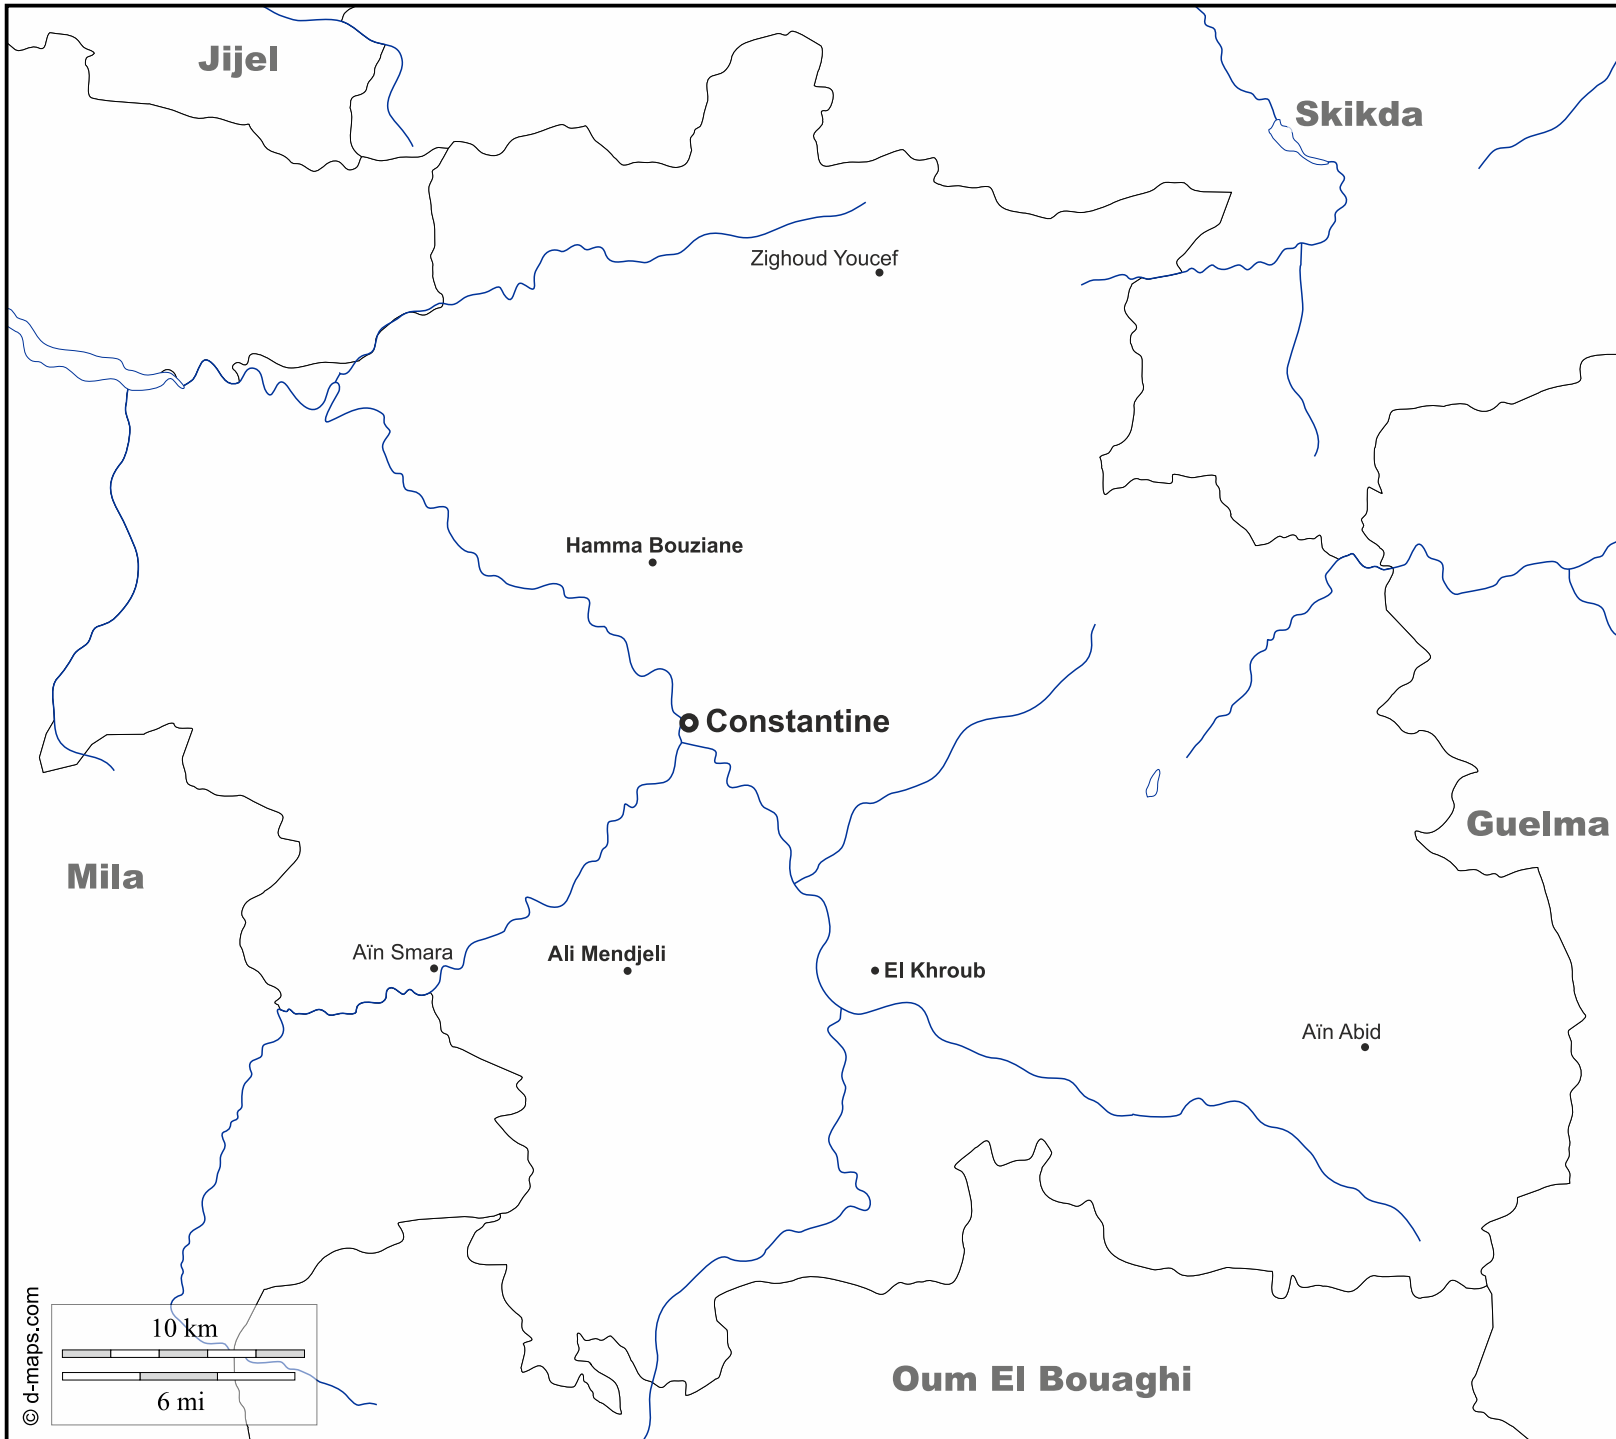 Jijel
Skikda
Zighoud Youcef
Hamma Bouziane
Constantine
Guelma
Mila
Aïn Smara
Ali Mendjeli
El Khroub
Aïn Abid
Oum El Bouaghi
10 km
6 mi
© d-maps.com